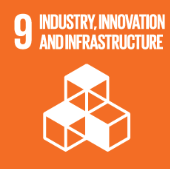 9 INDUSTRY, INNOVATION
AND INFRASTRUCTURE